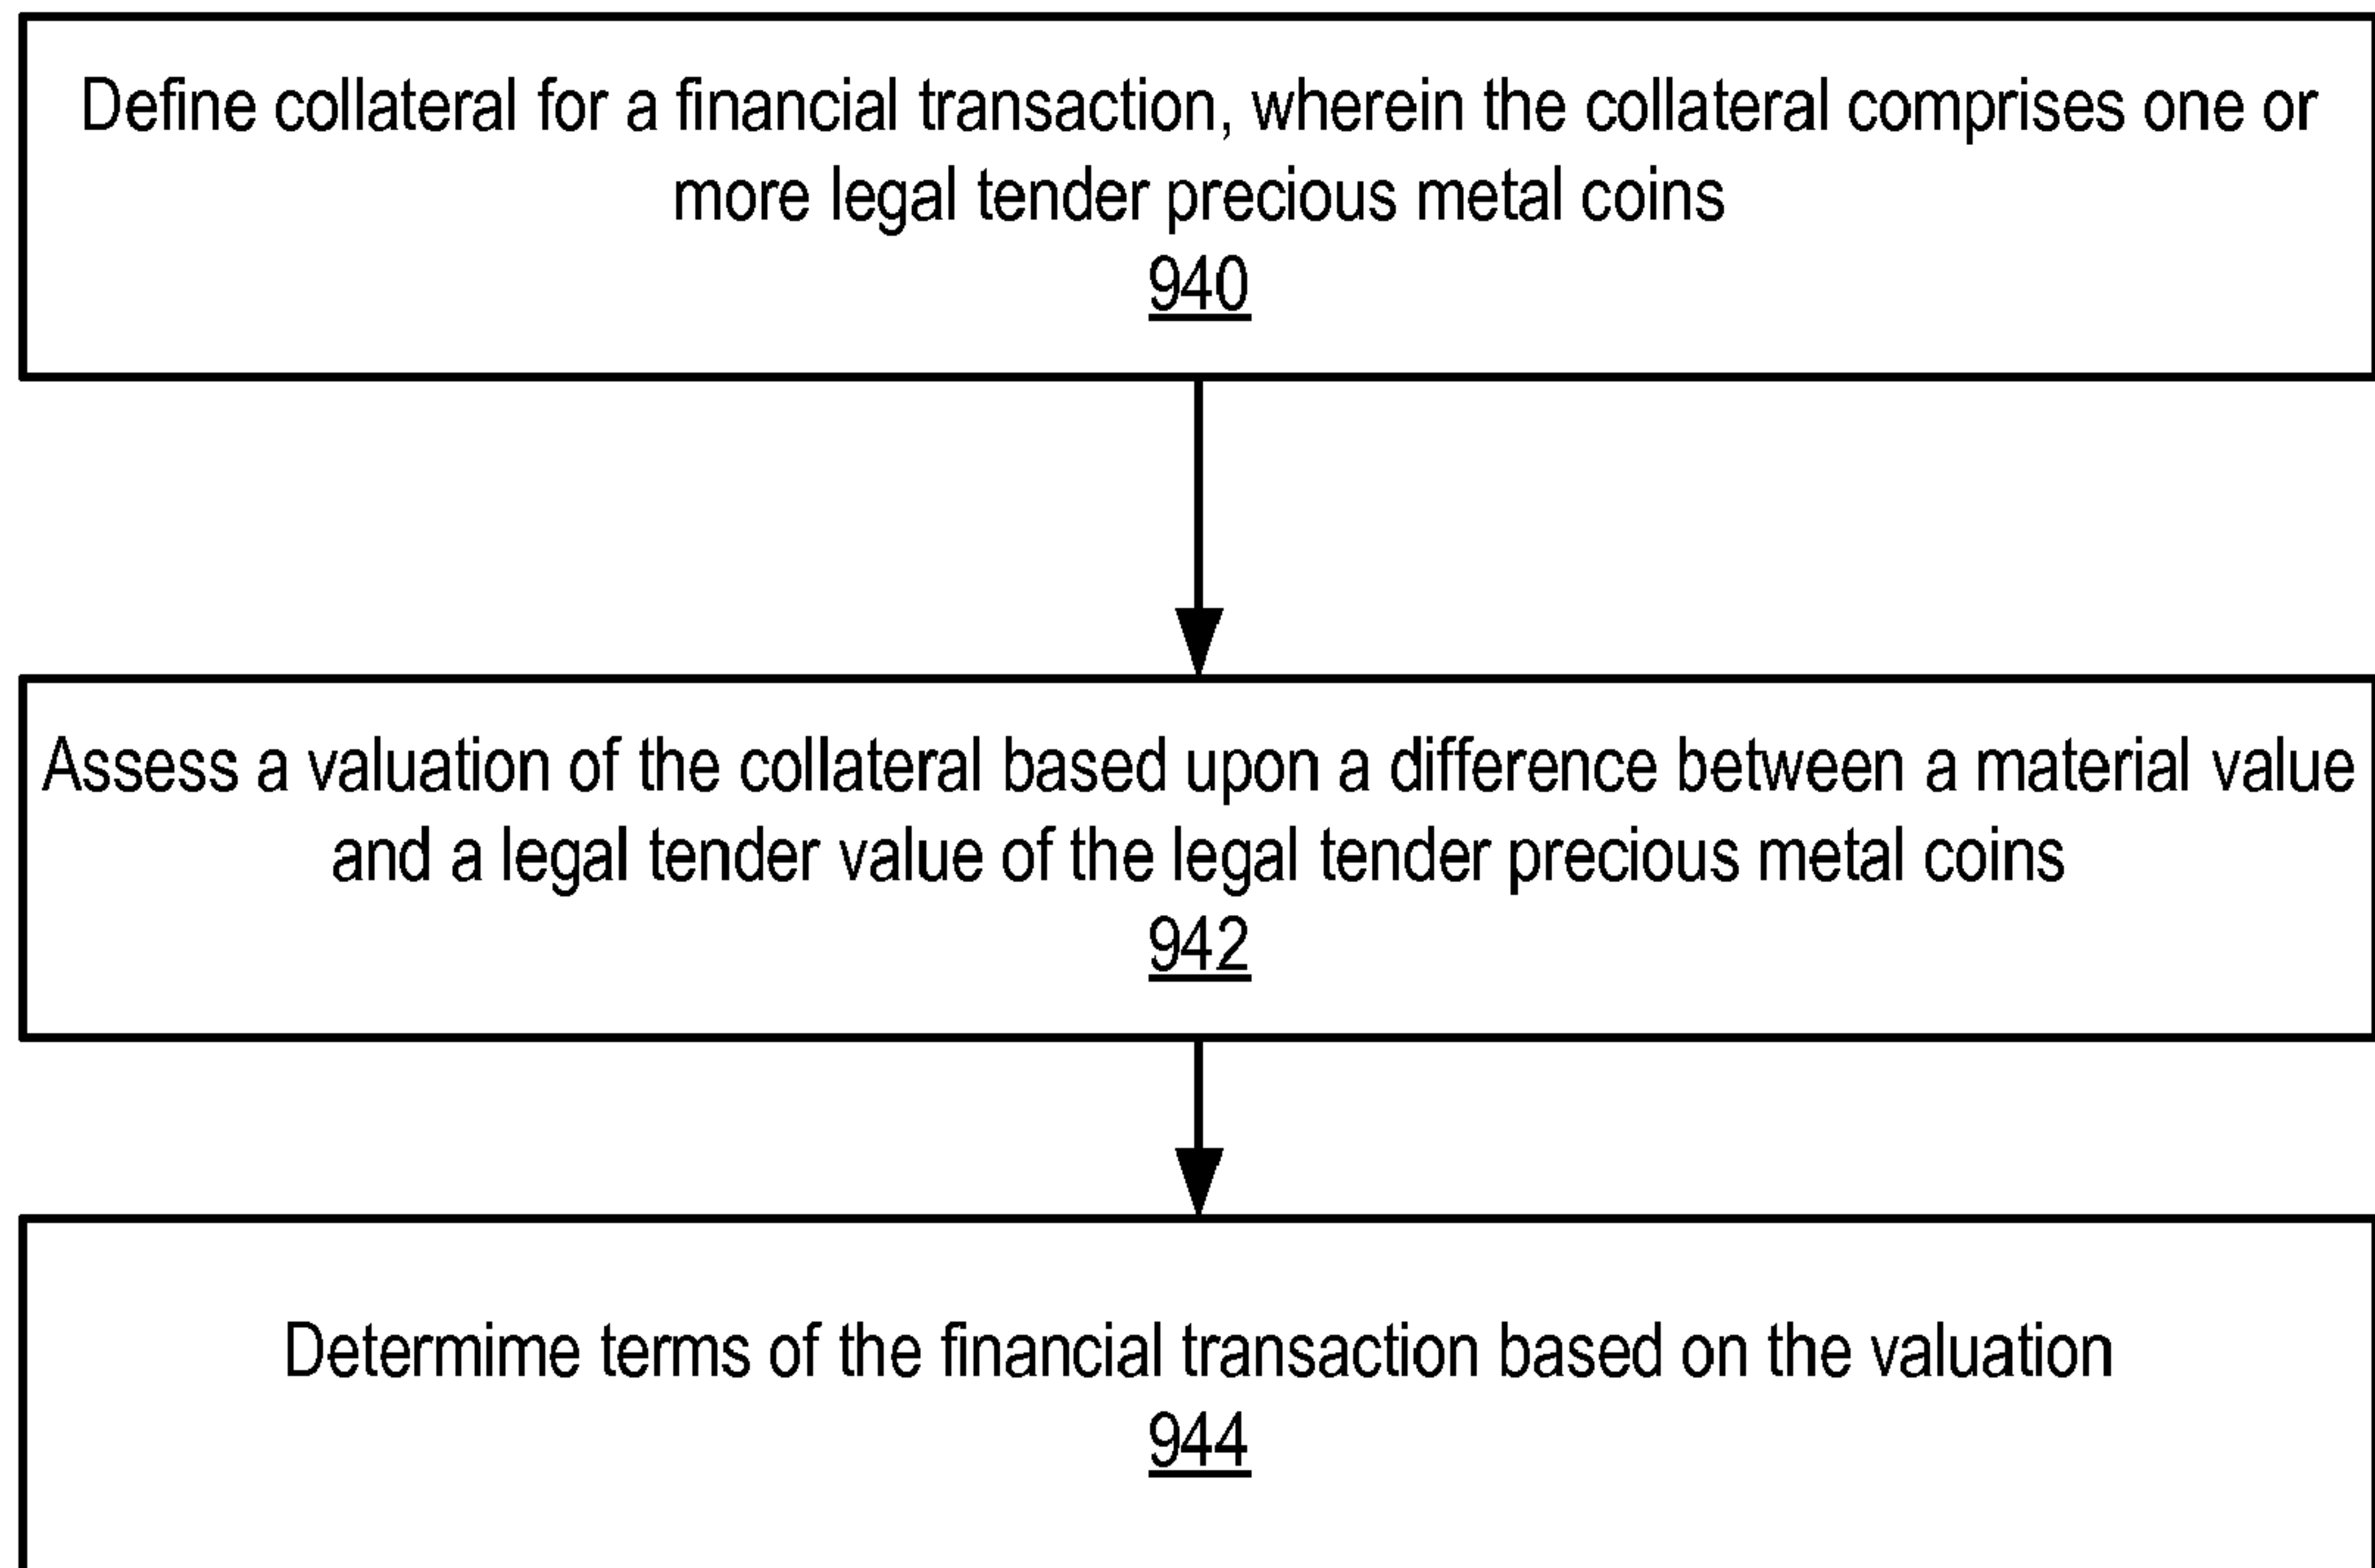 Define collateral for a financial transaction, wherein the collateral comprises one or
more legal tender precious metal coins
940
Assess a valuation of the collateral based upon a difference between a material value
and a legal tender value of the legal tender precious metal coins
942
Determime terms of the financial transaction based on the valuation
944